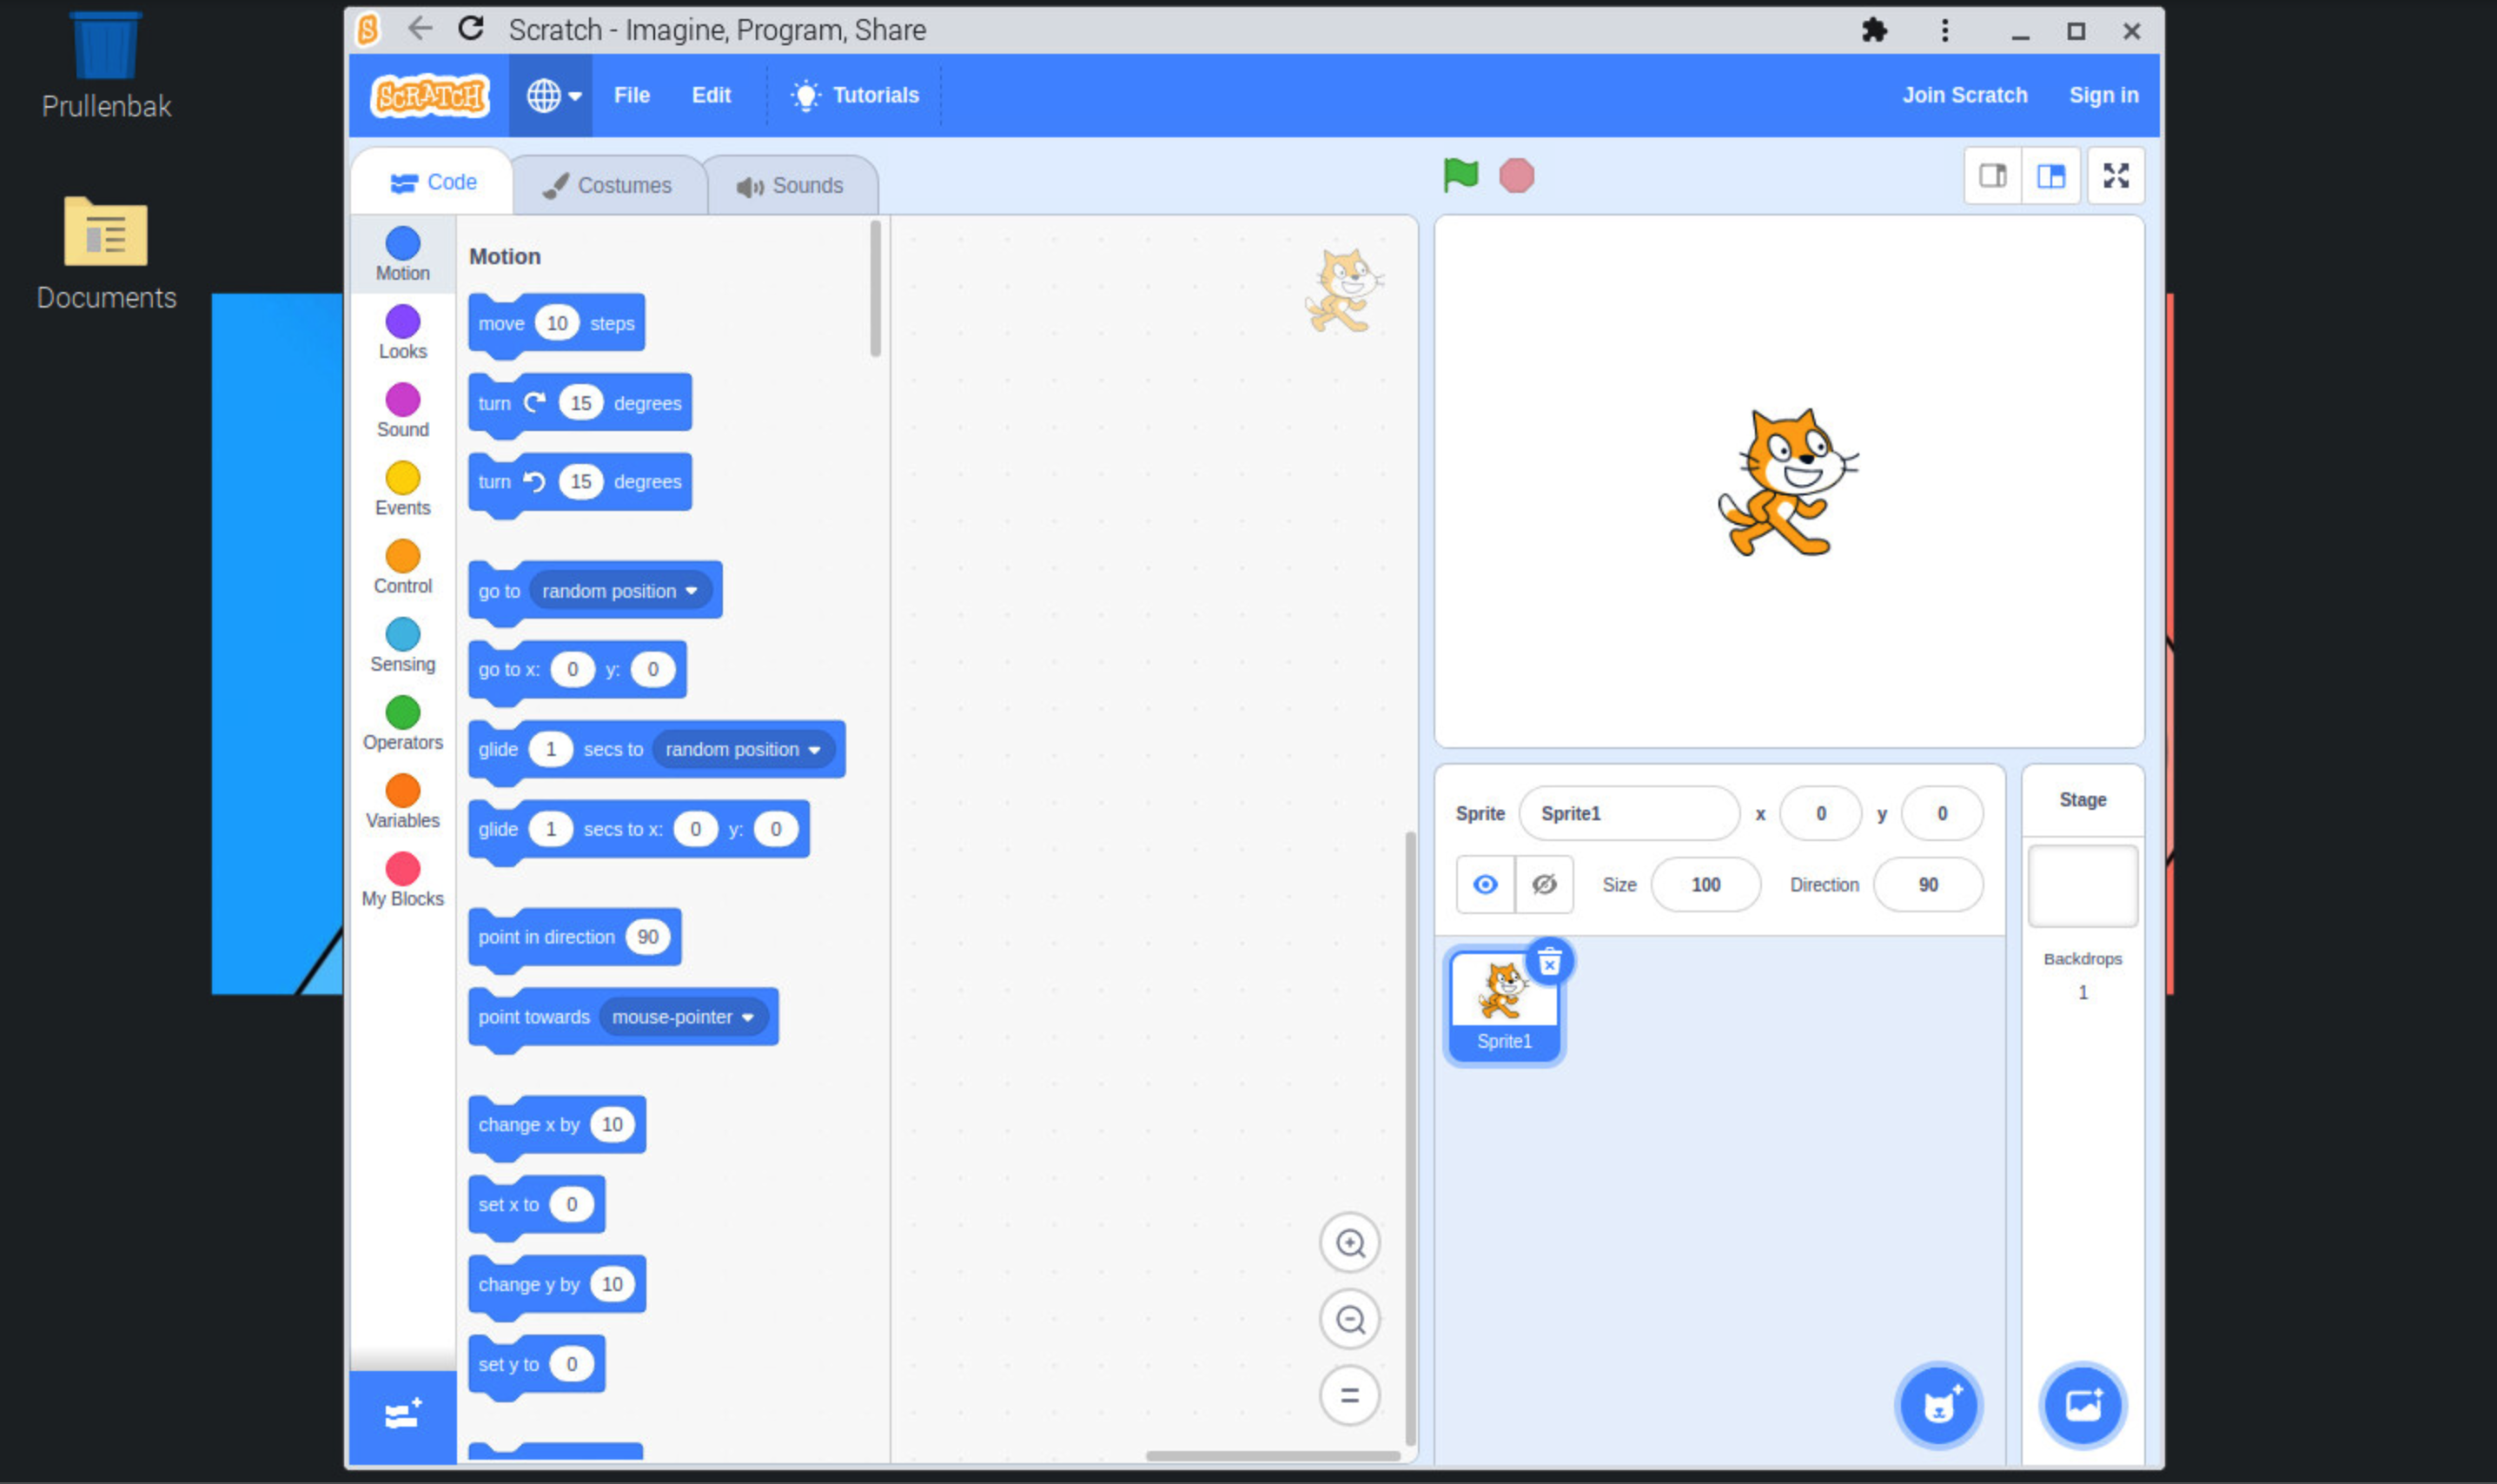 Prullenbak
Documents
Scratch - Imagine, Program, Share
SCRATCH
File
Edit
Tutorials
Join Scratch
Sign in
Code
Costumes
Sounds
Motion
Looks
Sound
Events
Control
Sensing
Operators
Variables
My Blocks
Motion
move 10 steps
turn 15 degrees
turn 15 degrees
go to random position
go to x: 0 y: 0
glide 1 secs to random position
glide 1 secs to x: 0 y: 0
point in direction 90
point towards mouse-pointer
change x by 10
set x to 0
change y by 10
set y to 0
Sprite Sprite1 x 0 y 0
Size 100 Direction 90
Sprite1
Stage
Backdrops
1